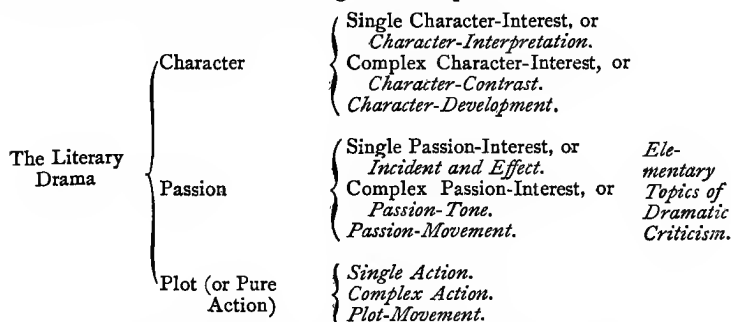 Single Character-Interest, or
Character-Interpretation.
Character
Complex Character-Interest, or
Character-Contrast.
Character-Development.
The Literary
Drama
Single Passion-Interest, or
Incident and Effect.
Passion
Complex Passion-Interest, or
Passion-Tone.
Passion-Movement.
Ele-
mentary
Topics of
Dramatic
Criticism.
Plot (or Pure
Action)
Single Action.
Complex Action.
Plot-Movement.